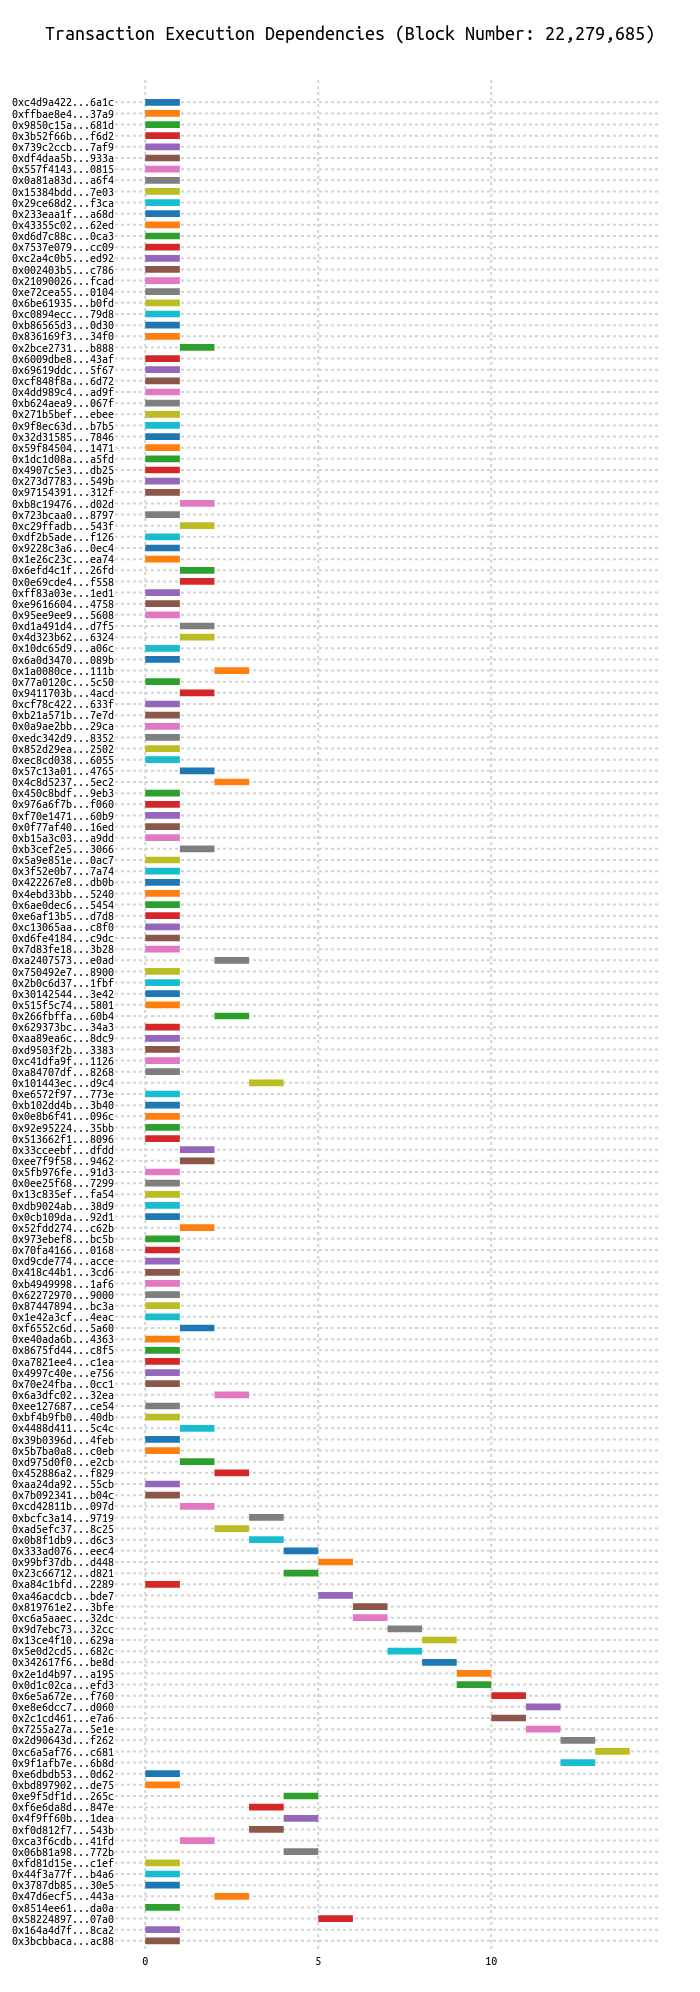 Transaction Execution Dependencies (Block Number: 22,279,685)
0xc4d9a422...6a1c
0xffbae8e4...37a9
0x9850c15a...681d
0x3b52f66b...f6d2
0x739c2ccb...7af9
0xdf4daa5b...933a
0x557f4143...0815
0x0a81a83d...a6f4
0x15384bdd...7e03
0x29ce68d2...f3ca
0x233eaa1f...a68d
0x43355c02...62ed
0xd6d7c88c...0ca3
0x7537e079...cc09
0xc2a4c0b5...ed92
0x002403b5...c786
0x21090026...fcad
0xe72cea55...0104
0x6be61935...b0fd
0xc0894ecc...79d8
0xb86565d3...0d30
0x836169f3...34f0
0x2bce2731...b888
0x6009dbe8...43af
0x69619ddc...5f67
0xcf848f8a...6d72
0x4dd989c4...ad9f
0xb624aea9...067f
0x271b5bef...ebee
0x9f8ec63d...b7b5
0x32d31585...7846
0x59f84504...1471
0x1dc1d08a...a5fd
0x4907c5e3...db25
0x273d7783...549b
0x97154391...312f
0xb8c19476...d02d
0x723bcaa0...8797
0xc29ffadb...543f
0xdf2b5ade...f126
0x9228c3a6...0ec4
0x1e26c23c...ea74
0x6efd4c1f...26fd
0x0e69cde4...f558
0xff83a03e...1ed1
0xe9616604...4758
0x95ee9ee9...5608
0xd1a491d4...d7f5
0x4d323b62...6324
0x10dc65d9...a06c
0x6a0d3470...089b
0x1a0080ce...111b
0x77a0120c...5c50
0x9411703b...4acd
0xcf78c422...633f
0xb21a571b...7e7d
0x0a9ae2bb...29ca
0xedc342d9...8352
0x852d29ea...2502
0xec8cd038...6055
0x57c13a01...4765
0x4c8d5237...5ec2
0x450c8bdf...9eb3
0x976a6f7b...f060
0xf70e1471...60b9
0x0f77af40...16ed
0xb15a3c03...a9dd
0xb3cef2e5...3066
0x5a9e851e...0ac7
0x3f52e0b7...7a74
0x422267e8...db0b
0x4ebd33bb...5240
0x6ae0dec6...5454
0xe6af13b5...d7d8
0xc13065aa...c8f0
0xd6fe4184...c9dc
0x7d83fe18...3b28
0xa2407573...e0ad
0x750492e7...8900
0x2b0c6d37...1fbf
0x30142544...3e42
0x515f5c74...5801
0x266fbffa...60b4
0x629373bc...34a3
0xaa89ea6c...8dc9
0xd9503f2b...3383
0xc41dfa9f...1126
0xa84707df...8268
0x101443ec...d9c4
0xe6572f97...773e
0xb102dd4b...3b40
0x0e8b6f41...096c
0x92e95224...35bb
0x513662f1...8096
0x33cceebf...dfdd
0xee7f9f58...9462
0x5fb976fe...91d3
0x0ee25f68...7299
0x13c835ef...fa54
0xdb9024ab...38d9
0x0cb109da...92d1
0x52fdd274...c62b
0x973ebef8...bc5b
0x70fa4166...0168
0xd9cde774...acce
0x418c44b1...3cd6
0xb4949998...1af6
0x62272970...9000
0x87447894...bc3a
0x1e42a3cf...4eac
0xf6552c6d...5a60
0xe40ada6b...4363
0x8675fd44...c8f5
0xa7821ee4...c1ea
0x4997c40e...e756
0x70e24fba...0cc1
0x6a3dfc02...32ea
0xee127687...ce54
0xbf4b9fb0...40db
0x4488d411...5c4c
0x39b0396d...4feb
0x5b7ba0a8...c0eb
0xd975d0f0...e2cb
0x452886a2...f829
0xaa24da92...55cb
0x7b092341...b04c
0xcd42811b...097d
0xbcfc3a14...9719
0xad5efc37...8c25
0x0b8f1db9...d6c3
0x333ad076...eec4
0x99bf37db...d448
0x23c66712...d821
0xa84c1bfd...2289
0xa46acdcb...bde7
0x819761e2...3bfe
0xc6a5aaec...32dc
0x9d7ebc73...32cc
0x13ce4f10...629a
0x5e0d2cd5...682c
0x342617f6...be8d
0x2e1d4b97...a195
0x0d1c02ca...efd3
0x6e5a672e...f760
0xe8e6dcc7...d060
0x2c1cd461...e7a6
0x7255a27a...5e1e
0x2d90643d...f262
0xc6a5af76...c681
0x9f1afb7e...6b8d
0xe6dbdb53...0d62
0xbd897902...de75
0xe9f5df1d...265c
0xf6e6da8d...847e
0x4f9ff60b...1dea
0xf0d812f7...543b
0xca3f6cdb...41fd
0x06b81a98...772b
0xfd81d15e...c1ef
0x44f3a77f...b4a6
0x3787db85...30e5
0x47d6ecf5...443a
0x8514ee61...da0a
0x58224897...07a0
0x164a4d7f...8ca2
0x3bcbbaca...ac88
0 5 10